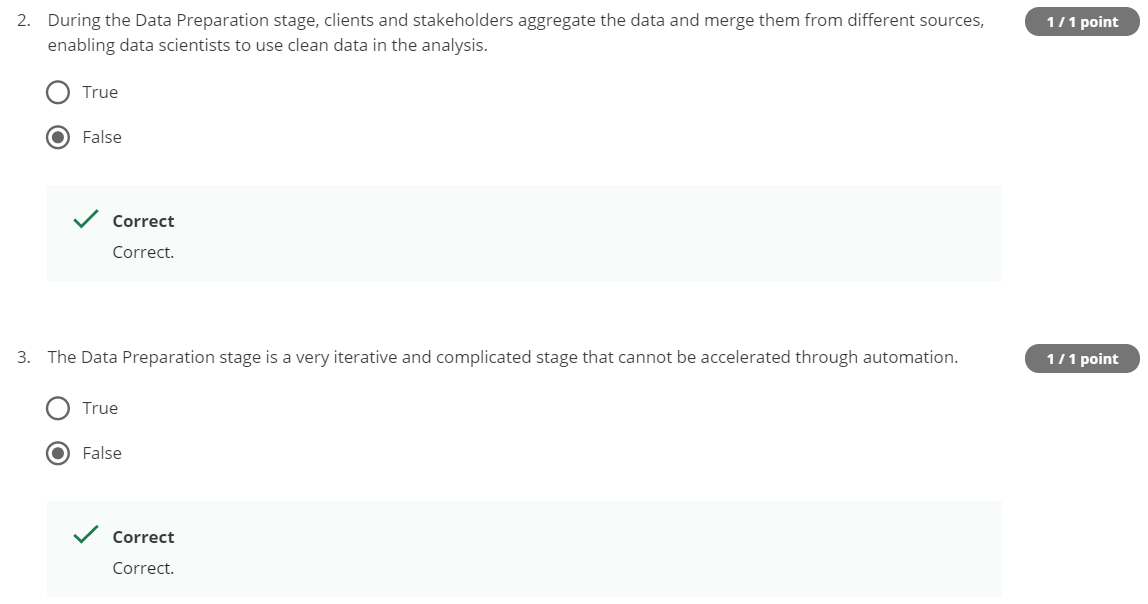 2. During the Data Preparation stage, clients and stakeholders aggregate the data and merge them from different sources, 1 / 1 point
enabling data scientists to use clean data in the analysis.
True
False
Correct
Correct.
3. The Data Preparation stage is a very iterative and complicated stage that cannot be accelerated through automation. 1 / 1 point
True
False
Correct
Correct.